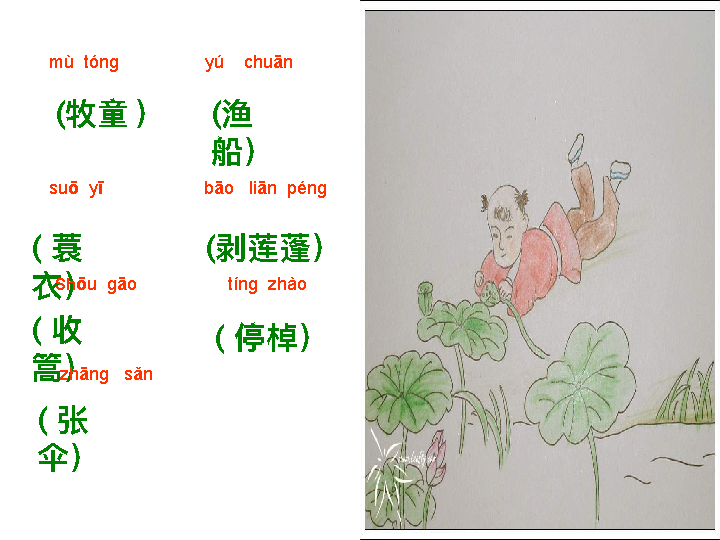 mù tóng yú chuān
(牧童 ) (渔
船)
suō yī bāo liān péng
( 蓑
衣) (剥莲蓬)
shōu gāo tíng zhào
( 收
篙) ( 停棹)
zhāng sǎn
( 张
伞)